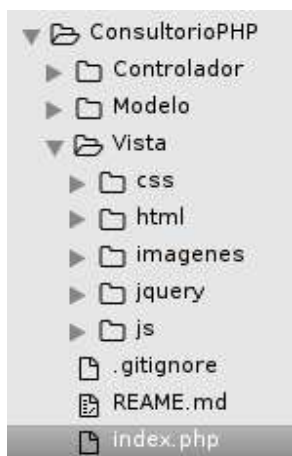 ConsultorioPHP
Controlador
Modelo
Vista
css
html
imagenes
jquery
js
.gitignore
REAME.md
index.php